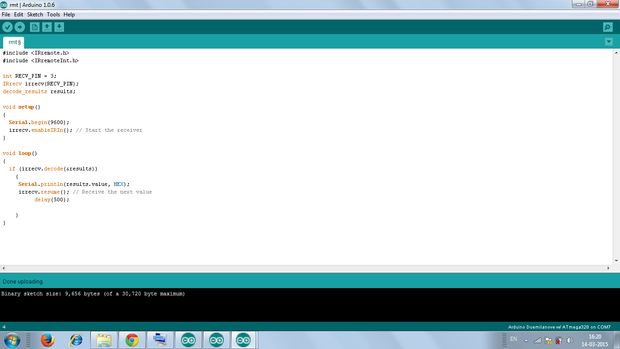 rmt | Arduino 1.0.6
File Edit Sketch Tools Help
rmt§
#include <IRremote.h>
#include <IRremoteInt.h>
int RECV_PIN = 3;
IRrecv irrecv(RECV_PIN);
decode_results results;
void setup()
{
Serial.begin(9600);
irrecv.enableIRIn(); // Start the receiver
}
void loop()
{
if (irrecv.decode(&results))
{
Serial.println(results.value, HEX);
irrecv.resume(); // Receive the next value
delay(500);
}
}
Done uploading.
Binary sketch size: 9,656 bytes (of a 30,720 byte maximum)
4
Arduino Duemilanove w/ ATmega328 on COM7
EN
16:20
14-03-2015